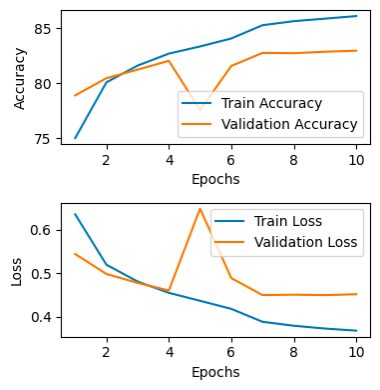 85
80
75
Accuracy
Train Accuracy
Validation Accuracy
2 4 6 8 10
Epochs
0.6
0.5
0.4
Loss
Train Loss
Validation Loss
2 4 6 8 10
Epochs